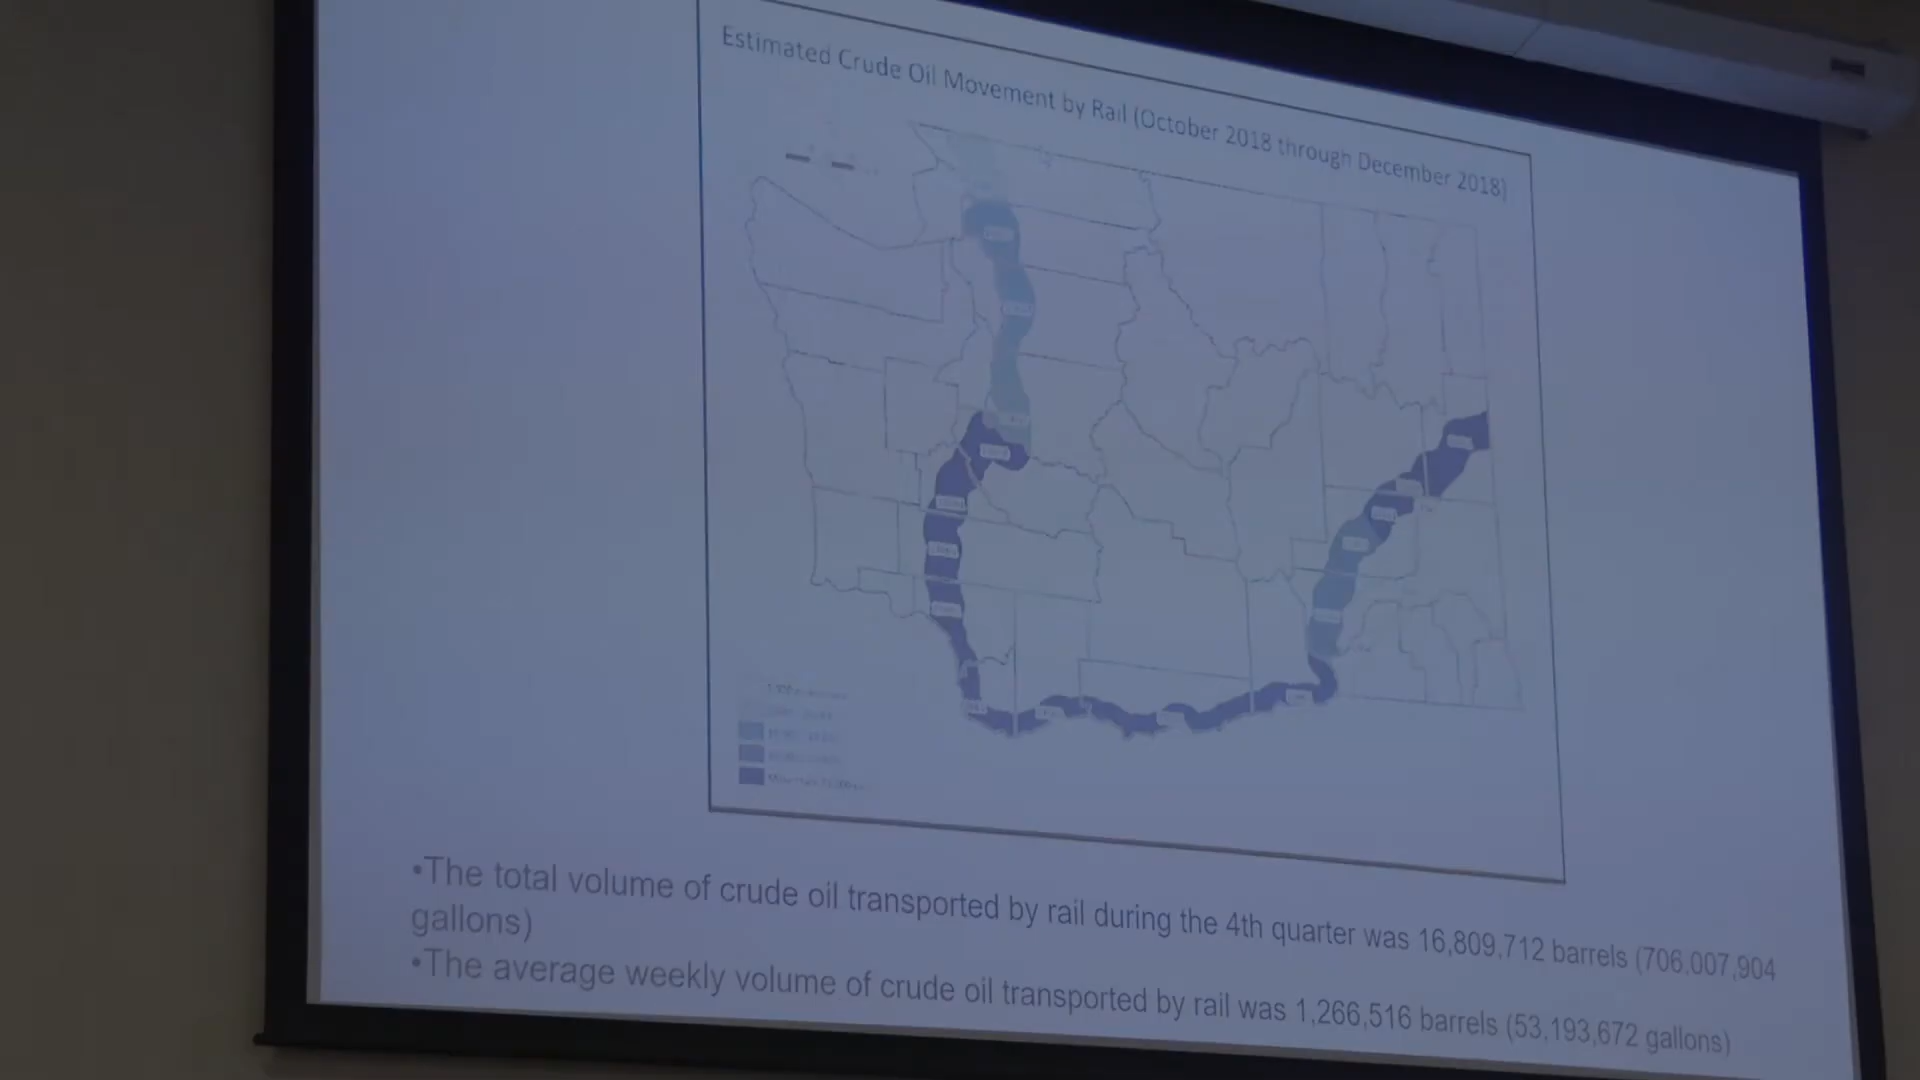 Estimated Crude Oil Movement by Rail (October 2018 through December 2018)
•The total volume of crude oil transported by rail during the 4th quarter was 16,809,712 barrels (706,007,904
gallons)
•The average weekly volume of crude oil transported by rail was 1,266,516 barrels (53,193,672 gallons)